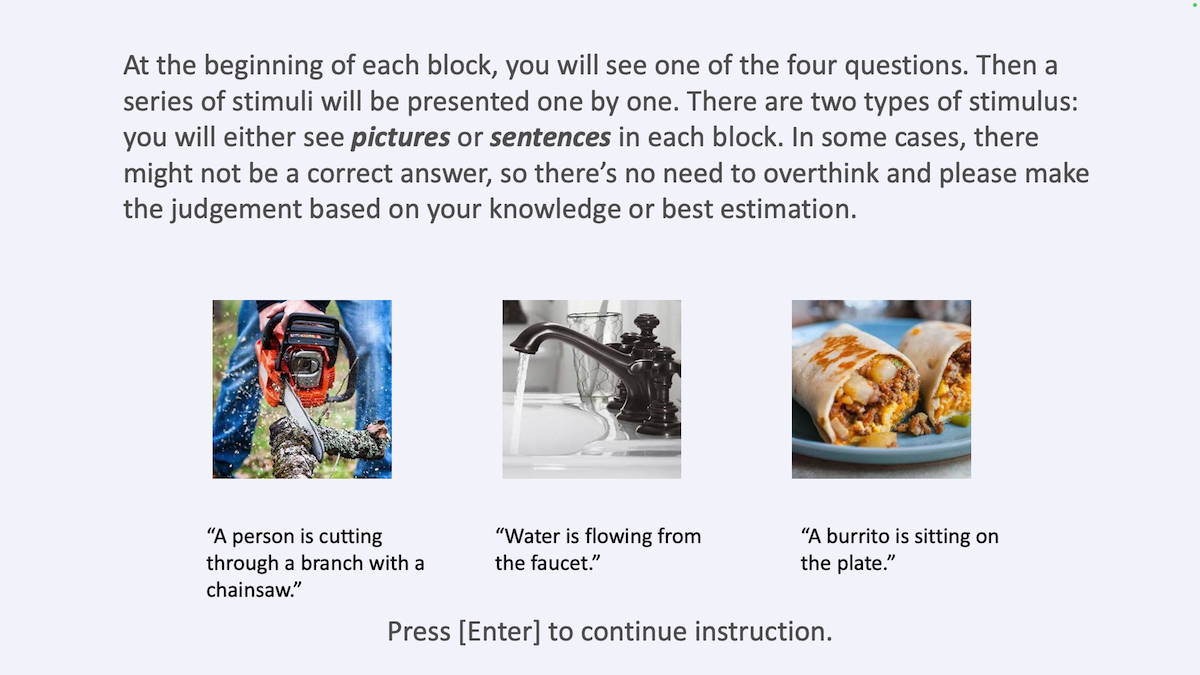 At the beginning of each block, you will see one of the four questions. Then a
series of stimuli will be presented one by one. There are two types of stimulus:
you will either see pictures or sentences in each block. In some cases, there
might not be a correct answer, so there’s no need to overthink and please make
the judgement based on your knowledge or best estimation.
“A person is cutting
through a branch with a
chainsaw.”
“Water is flowing from
the faucet.”
“A burrito is sitting on
the plate.”
Press [Enter] to continue instruction.